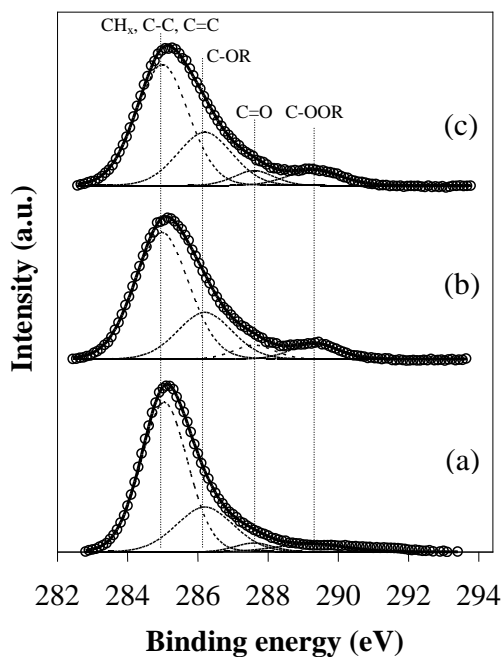 CHx, C-C, C=C
C-OR
C=O C-OOR
(c)
(b)
(a)
Intensity (a.u.)
282 284 286 288 290 292 294
Binding energy (eV)